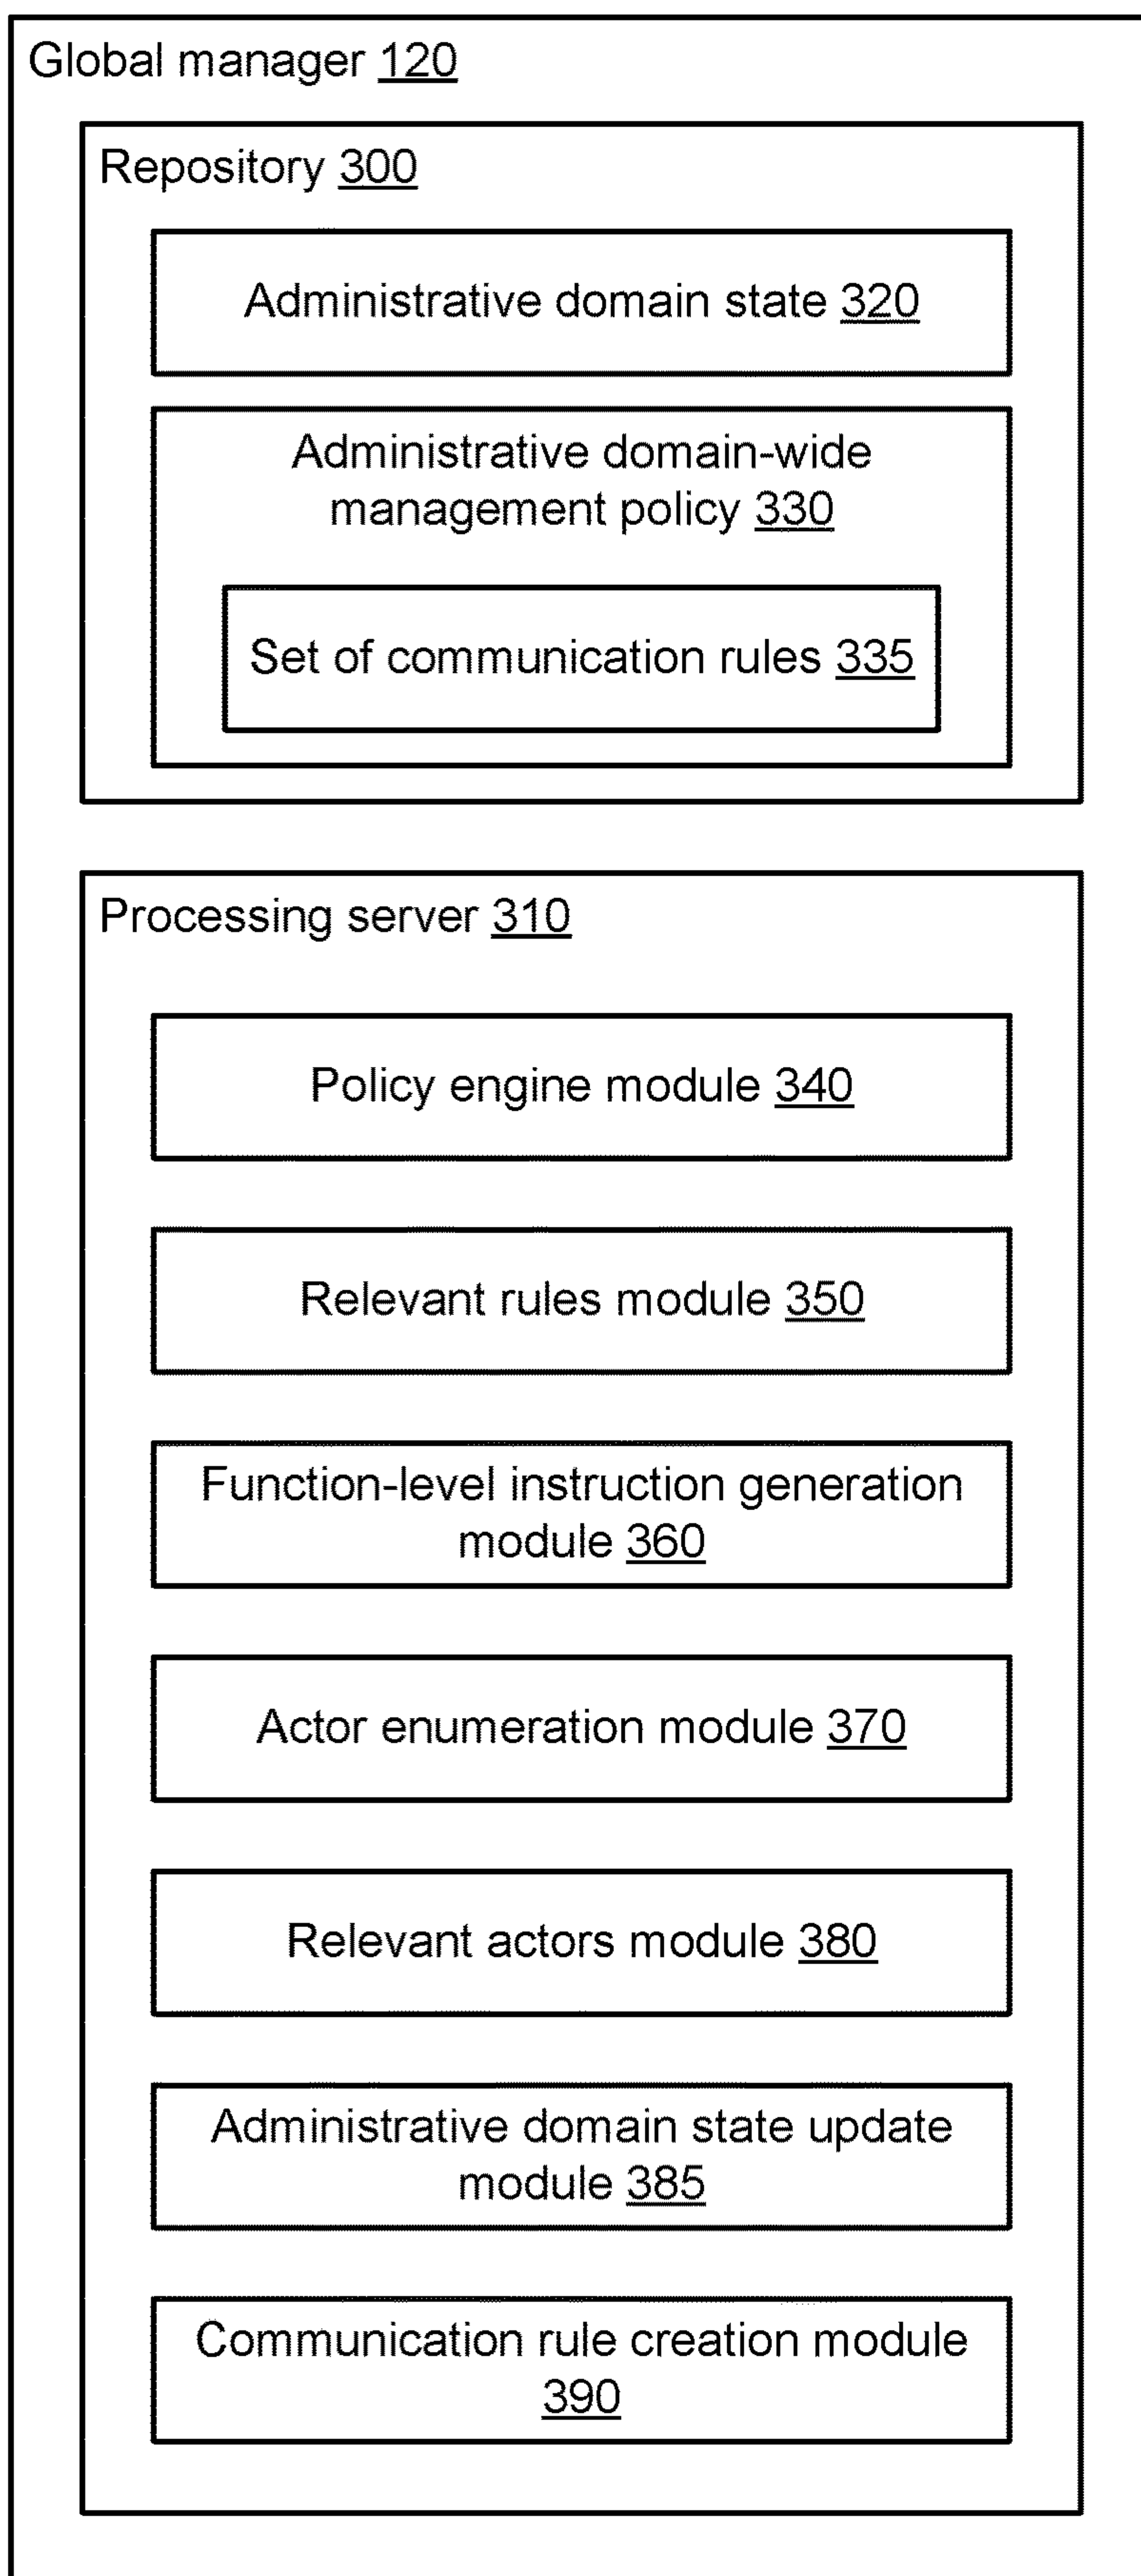 Global manager 120
Repository 300
Administrative domain state 320
Administrative domain-wide
management policy 330
Set of communication rules 335
Processing server 310
Policy engine module 340
Relevant rules module 350
Function-level instruction generation
module 360
Actor enumeration module 370
Relevant actors module 380
Administrative domain state update
module 385
Communication rule creation module
390